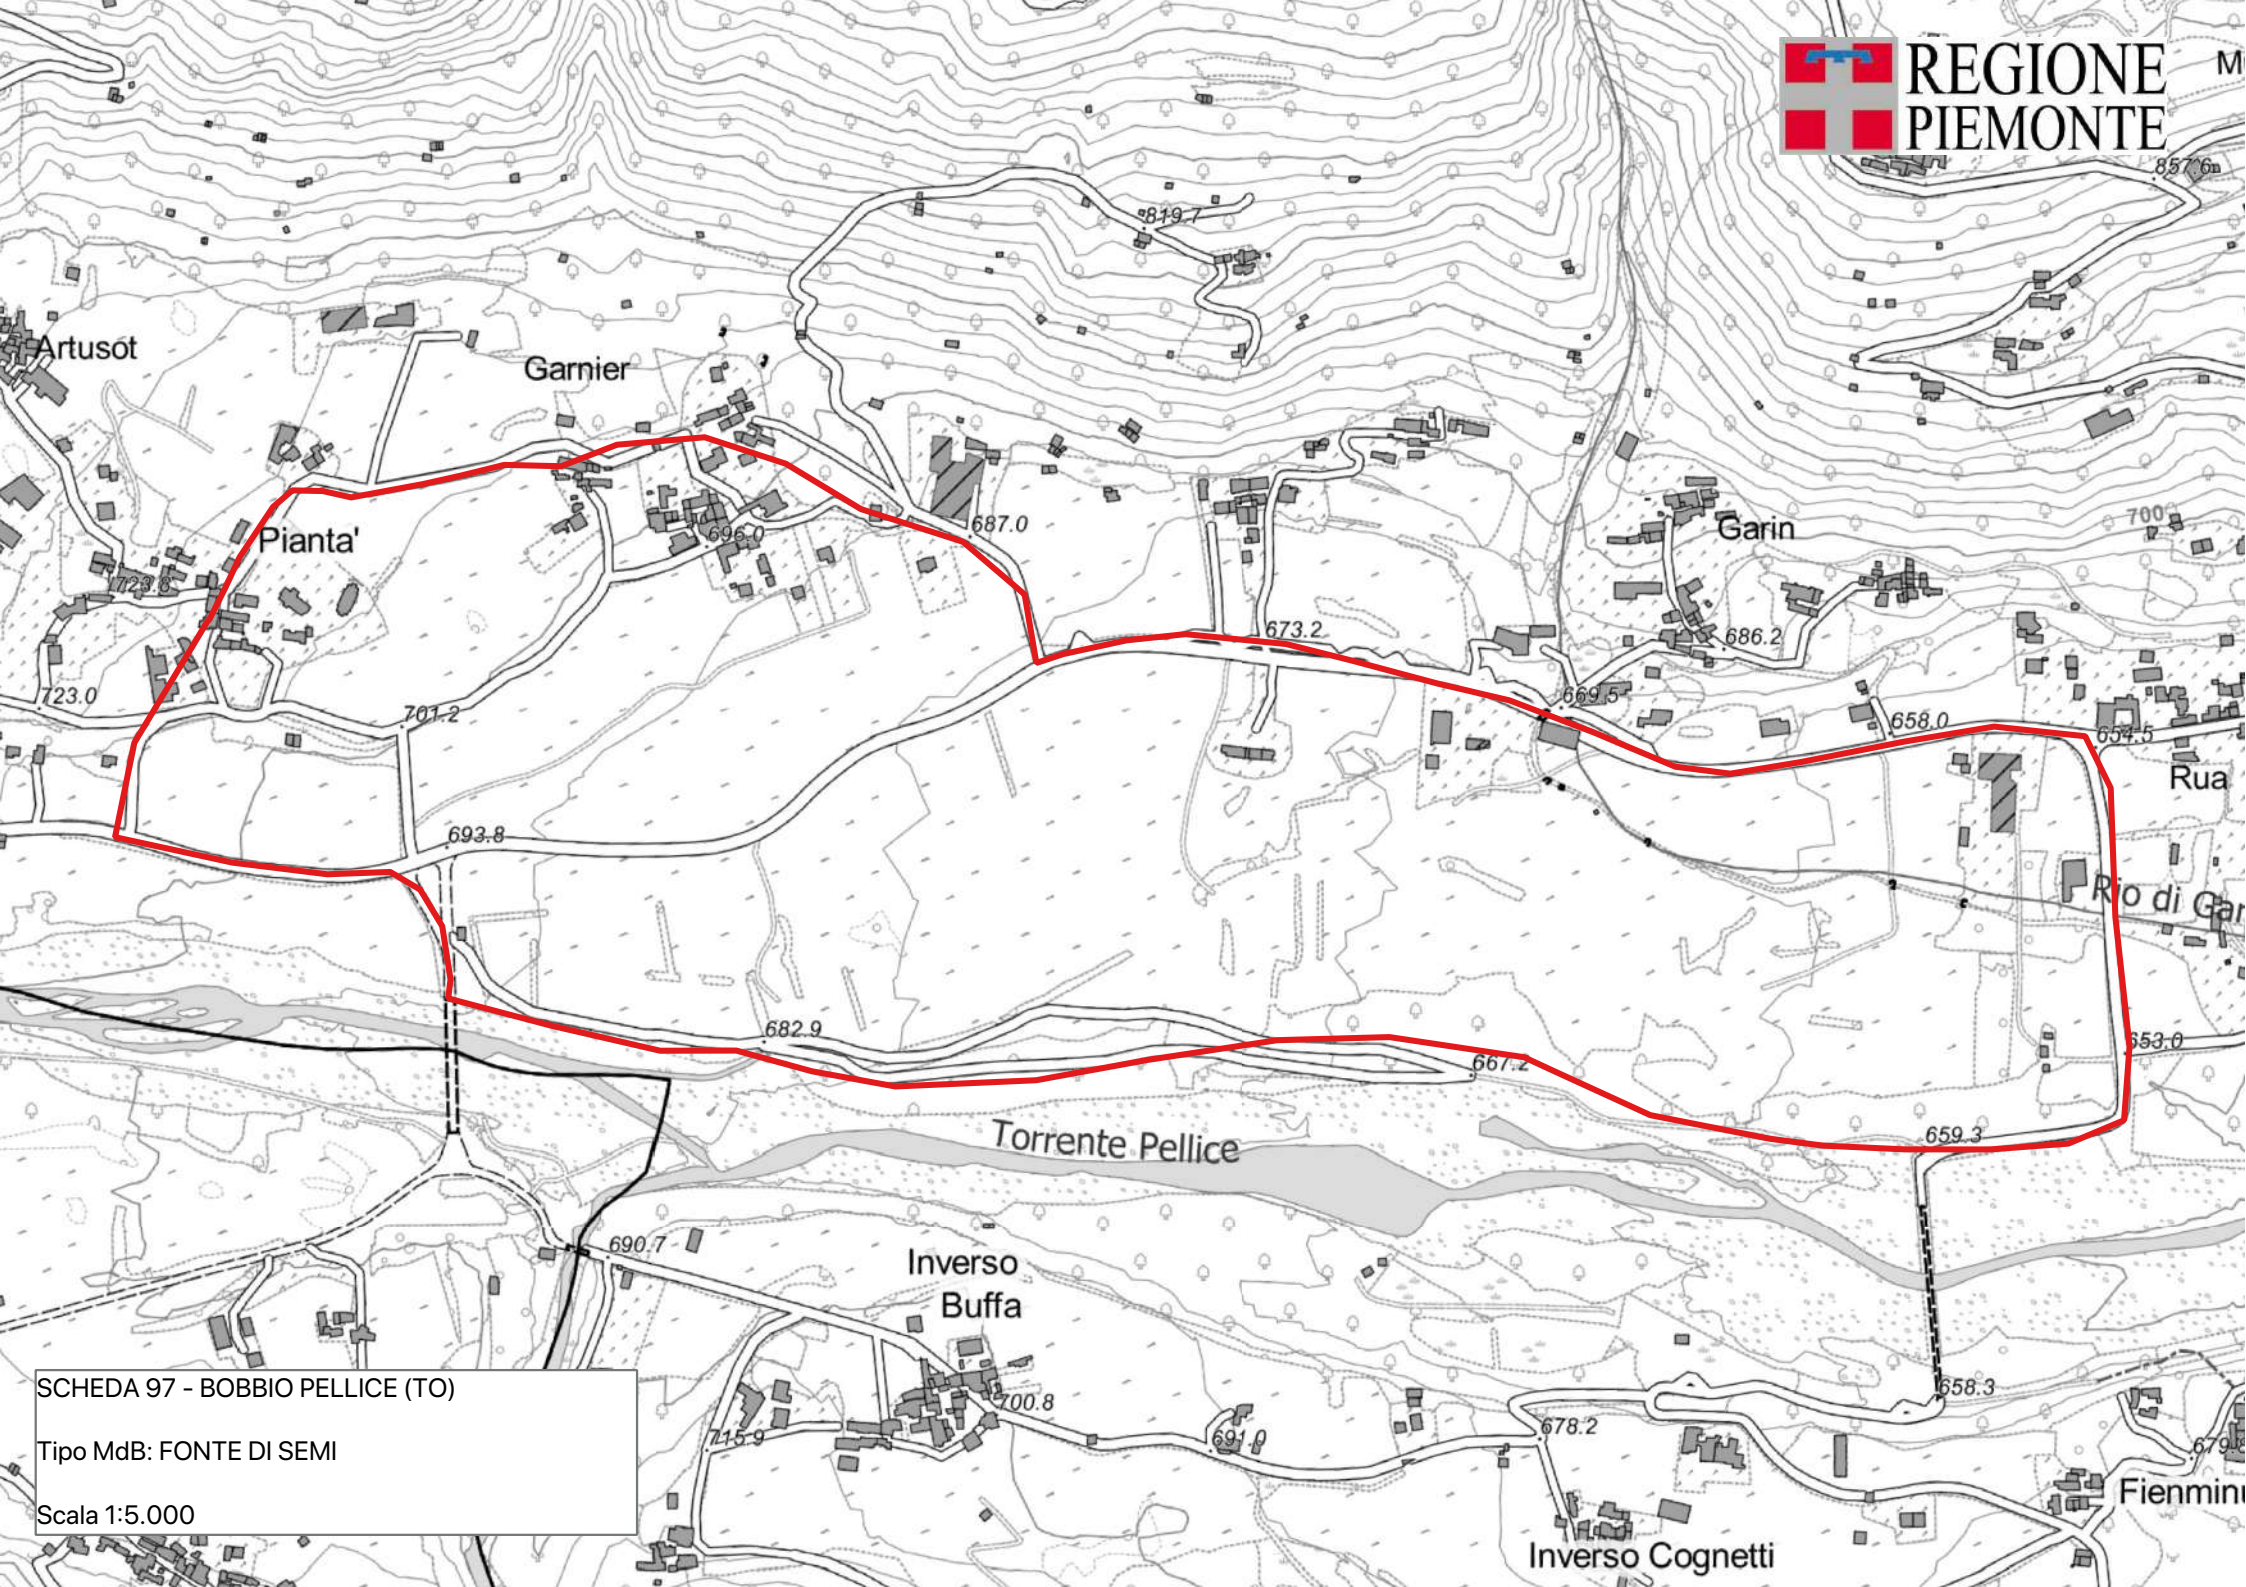 REGIONE
PIEMONTE
857.6
819.7
Artusot
Garnier
Pianta'
687.0
696.0
723.8
Garin
700
673.2
686.2
723.0
701.2
669.5
658.0
654.5
Rua
693.8
Rio di Gar
682.9
667.2
653.0
Torrente Pellice
659.3
690.7
Inverso
Buffa
SCHEDA 97 - BOBBIO PELLICE (TO)
Tipo MdB: FONTE DI SEMI
Scala 1:5.000
658.3
700.8
715.9
691.0
678.2
679.8
Fienminu
Inverso Cognetti